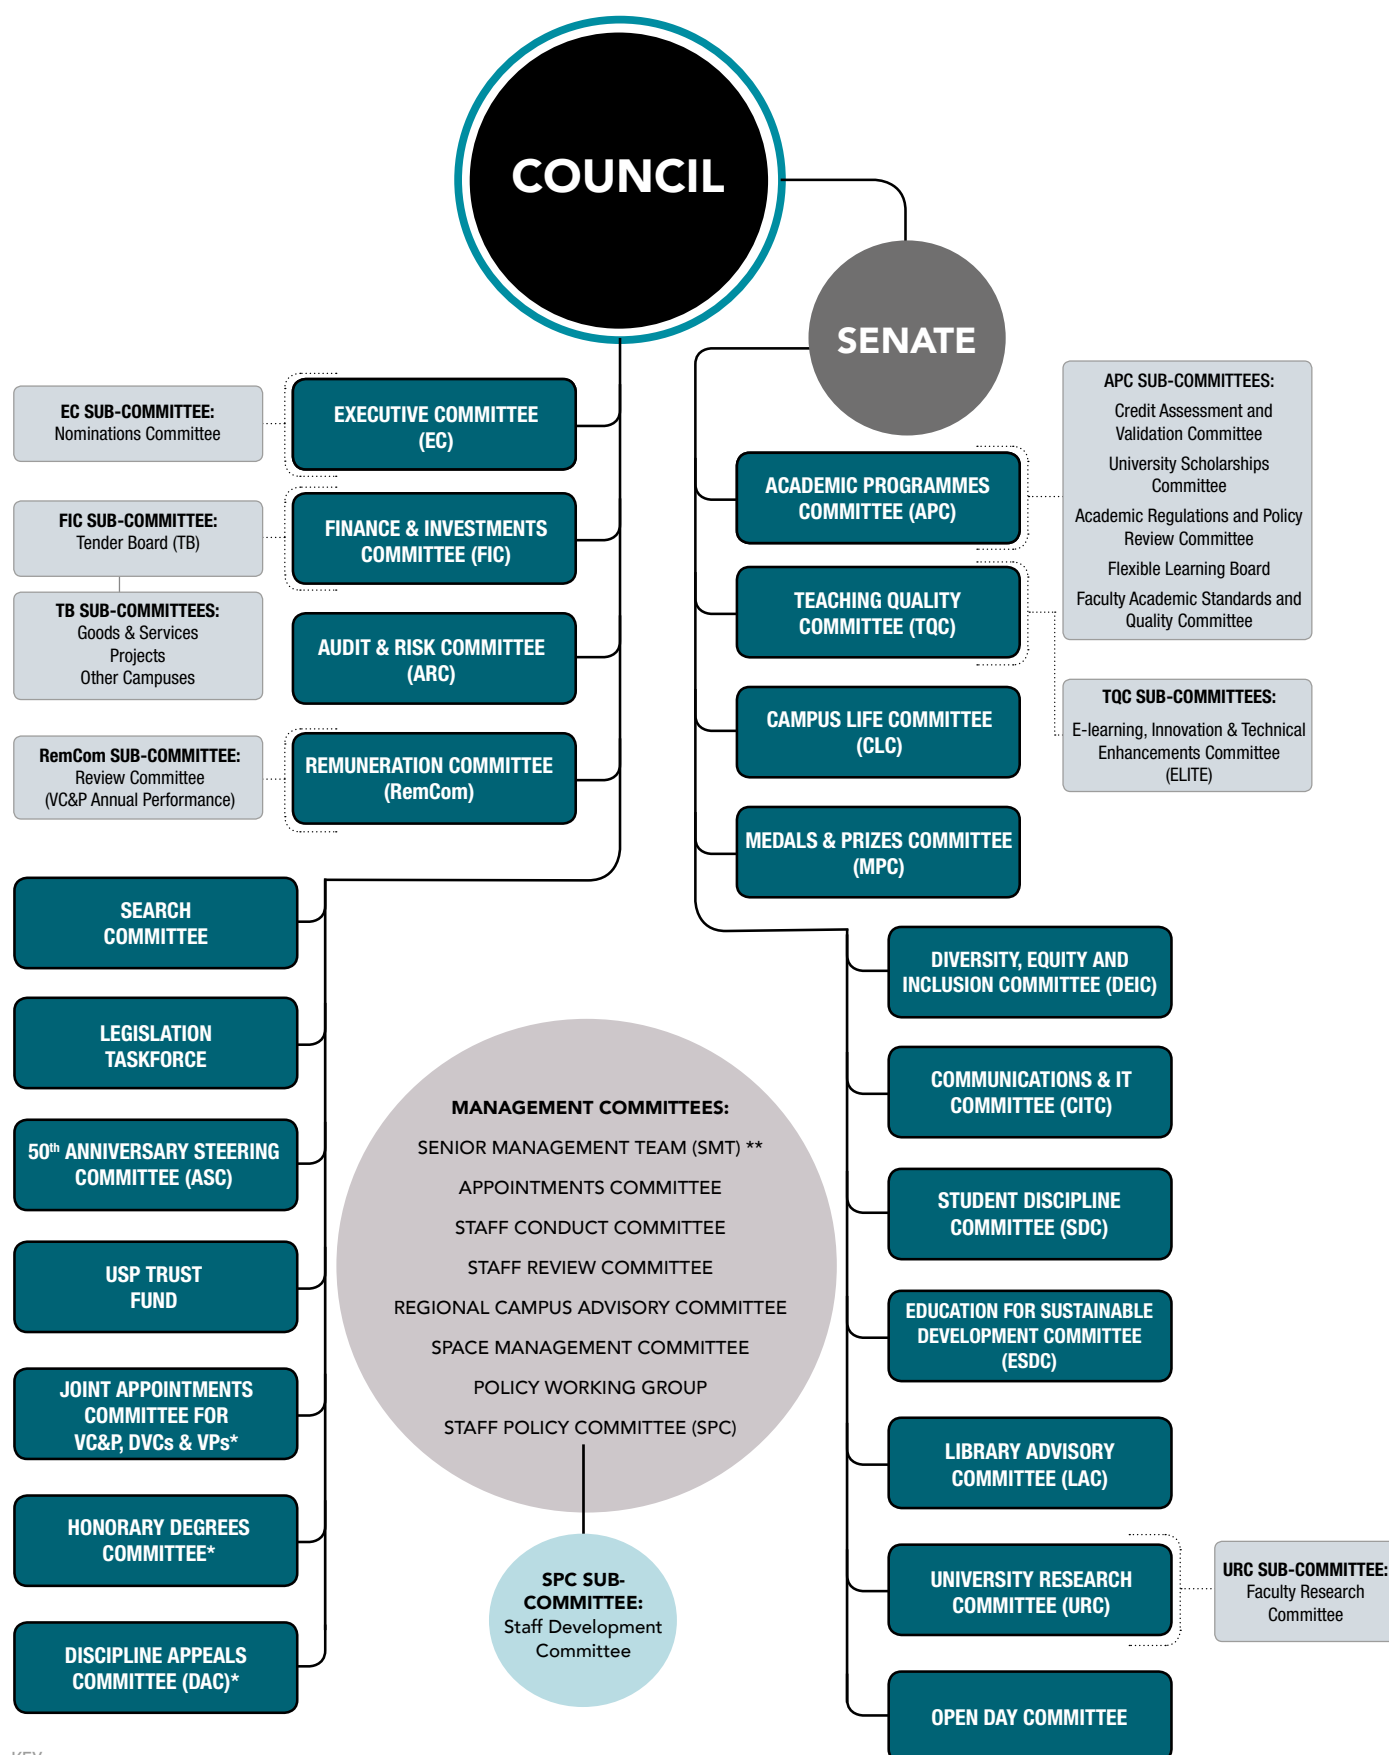 COUNCIL
SENATE
EC SUB-COMMITTEE:
Nominations Committee
EXECUTIVE COMMITTEE
(EC)
FIC SUB-COMMITTEE:
Tender Board (TB)
FINANCE & INVESTMENTS
COMMITTEE (FIC)
TB SUB-COMMITTEES:
Goods & Services
Projects
Other Campuses
AUDIT & RISK COMMITTEE
(ARC)
RemCom SUB-COMMITTEE:
Review Committee
(VC&P Annual Performance)
REMUNERATION COMMITTEE
(RemCom)
SEARCH
COMMITTEE
LEGISLATION
TASKFORCE
50th ANNIVERSARY STEERING
COMMITTEE (ASC)
USP TRUST
FUND
JOINT APPOINTMENTS
COMMITTEE FOR
VC&P, DVCs & VPs*
HONORARY DEGREES
COMMITTEE*
DISCIPLINE APPEALS
COMMITTEE (DAC)*
MANAGEMENT COMMITTEES:
SENIOR MANAGEMENT TEAM (SMT) **
APPOINTMENTS COMMITTEE
STAFF CONDUCT COMMITTEE
STAFF REVIEW COMMITTEE
REGIONAL CAMPUS ADVISORY COMMITTEE
SPACE MANAGEMENT COMMITTEE
POLICY WORKING GROUP
STAFF POLICY COMMITTEE (SPC)
SPC SUB-
COMMITTEE:
Staff Development
Committee
ACADEMIC PROGRAMMES
COMMITTEE (APC)
APC SUB-COMMITTEES:
Credit Assessment and
Validation Committee
University Scholarships
Committee
Academic Regulations and Policy
Review Committee
Flexible Learning Board
Faculty Academic Standards and
Quality Committee
TEACHING QUALITY
COMMITTEE (TQC)
TQC SUB-COMMITTEES:
E-learning, Innovation & Technical
Enhancements Committee
(ELITE)
CAMPUS LIFE COMMITTEE
(CLC)
MEDALS & PRIZES COMMITTEE
(MPC)
DIVERSITY, EQUITY AND
INCLUSION COMMITTEE (DEIC)
COMMUNICATIONS & IT
COMMITTEE (CITC)
STUDENT DISCIPLINE
COMMITTEE (SDC)
EDUCATION FOR SUSTAINABLE
DEVELOPMENT COMMITTEE
(ESDC)
LIBRARY ADVISORY
COMMITTEE (LAC)
UNIVERSITY RESEARCH
COMMITTEE (URC)
URC SUB-COMMITTEE:
Faculty Research
Committee
OPEN DAY COMMITTEE